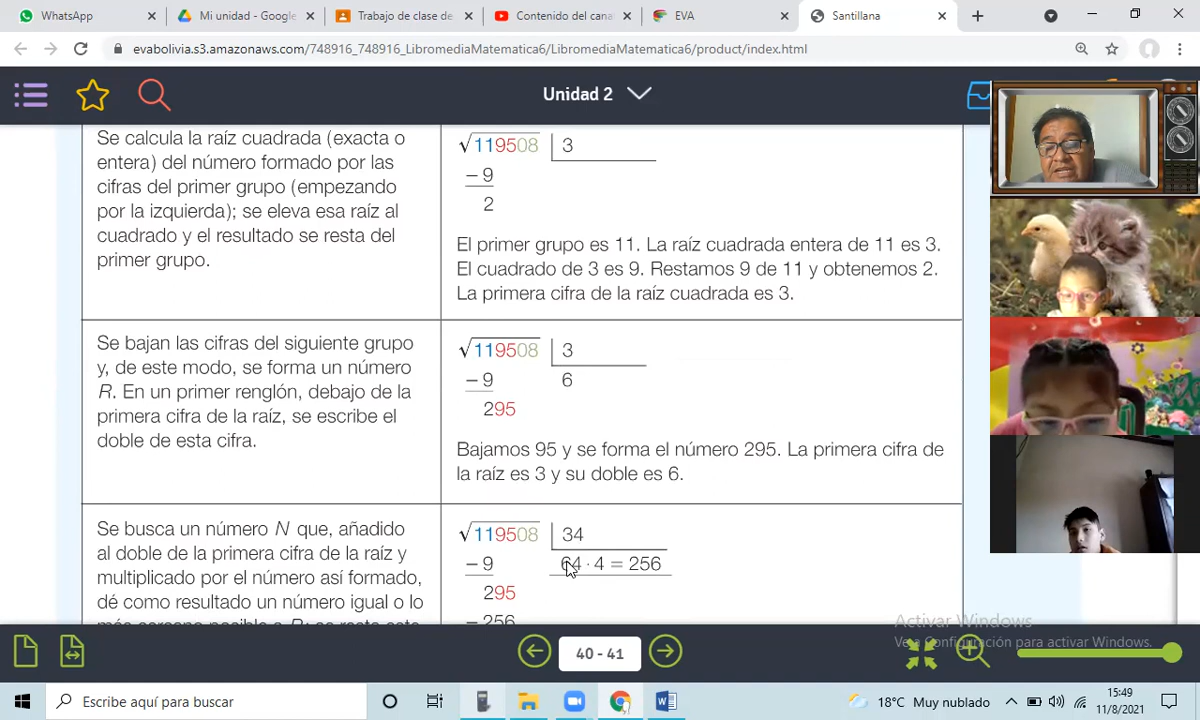 WhatsApp
Mi unidad - Google
Trabajo de clase de
Contenido del cana
EVA
Santillana
evabolivia.s3.amazonaws.com/748916_748916_LibromediaMatematica6/LibromediaMatematica6/product/index.html
Unidad 2
Se calcula la raíz cuadrada (exacta o
entera) del número formado por las
cifras del primer grupo (empezando
por la izquierda); se eleva esa raíz al
cuadrado y el resultado se resta del
primer grupo.
√119508 3
− 9
2
El primer grupo es 11. La raíz cuadrada entera de 11 es 3.
El cuadrado de 3 es 9. Restamos 9 de 11 y obtenemos 2.
La primera cifra de la raíz cuadrada es 3.
Se bajan las cifras del siguiente grupo
y, de este modo, se forma un número
R. En un primer renglón, debajo de la
primera cifra de la raíz, se escribe el
doble de esta cifra.
√119508 3
− 9 6
295
Bajamos 95 y se forma el número 295. La primera cifra de
la raíz es 3 y su doble es 6.
Se busca un número N que, añadido
al doble de la primera cifra de la raíz y
multiplicado por el número así formado,
dé como resultado un número igual o lo
√119508 34
− 9 64 · 4 = 256
295
− 256
Activar Windows
Ve a Configuración para activar Windows.
40 - 41
Escribe aquí para buscar
18°C Muy nublado
15:49
11/8/2021